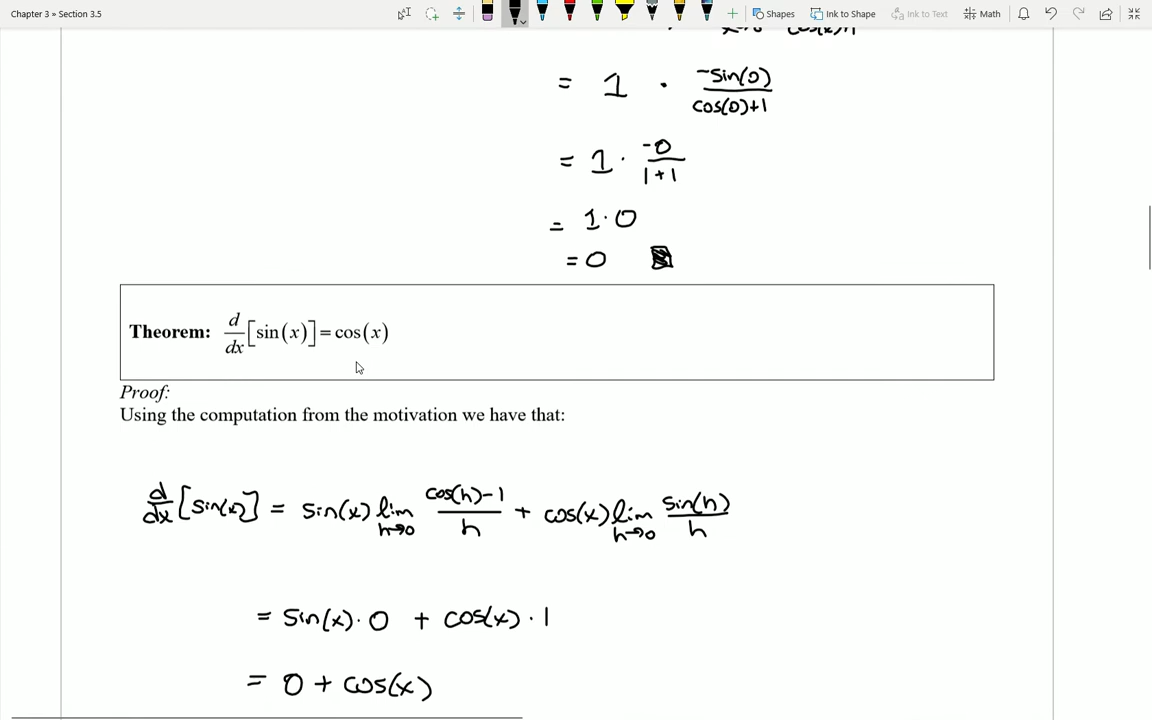 Chapter 3 » Section 3.5
Shapes Ink to Shape Ink to Text Math
= 1 · -sin(0)/cos(0)+1
= 1 · -0/1+1
= 1·0
= 0
Theorem: d/dx [sin(x)] = cos(x)
Proof:
Using the computation from the motivation we have that:
d/dx [sin(x)] = sin(x) lim h→0 cos(h)-1/h + cos(x) lim h→0 sin(h)/h
= sin(x)·0 + cos(x)·1
= 0 + cos(x)